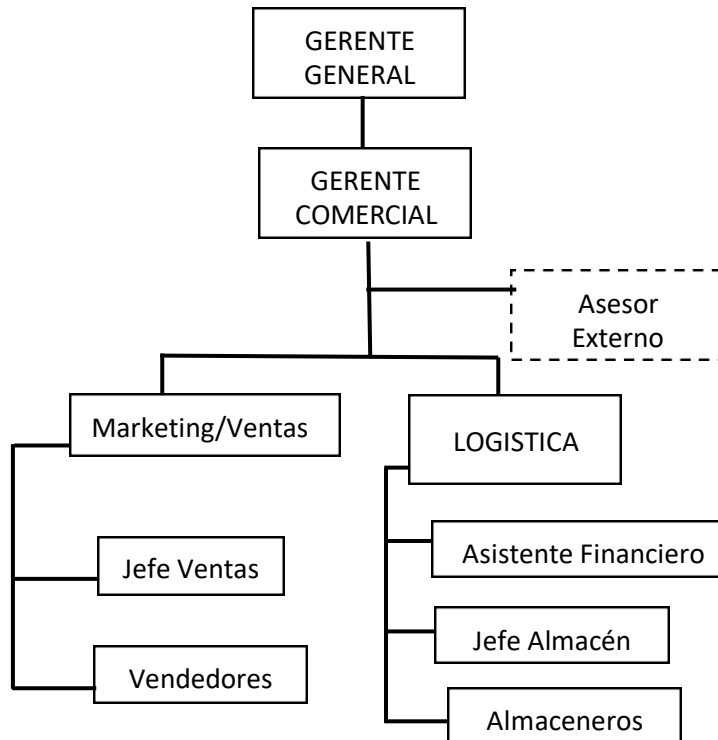 GERENTE
GENERAL
GERENTE
COMERCIAL
Asesor
Externo
Marketing/Ventas
LOGISTICA
Jefe Ventas
Vendedores
Asistente Financiero
Jefe Almacén
Almaceneros